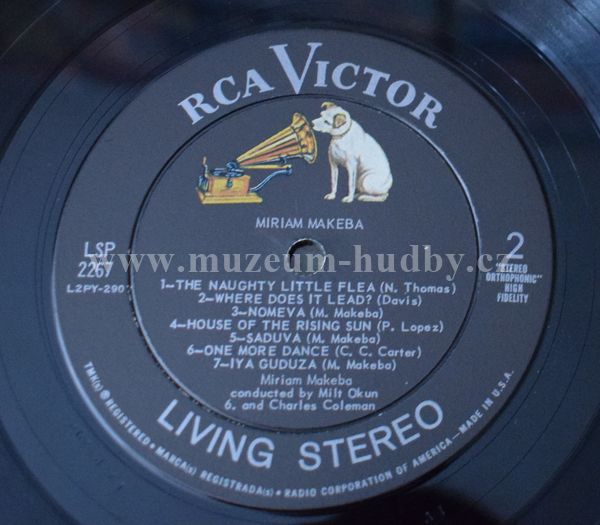 RCA VICTOR
MIRIAM MAKEBA
LSP
2267
L2PY-290
2
"STEREO
ORTHOPHONIC"
HIGH
FIDELITY
www.muzeum-hudby.cz
1—THE NAUGHTY LITTLE FLEA (N. Thomas)
2—WHERE DOES IT LEAD? (Davis)
3—NOMEVA (M. Makeba)
4—HOUSE OF THE RISING SUN (P. Lopez)
5—SADUVA (M. Makeba)
6—ONE MORE DANCE (C. C. Carter)
7—IYA GUDUZA (M. Makeba)
Miriam Makeba
conducted by Milt Okun
6. and Charles Coleman
LIVING STEREO
TMK(s) ® REGISTERED • MARCA(s) REGISTRADA(s) • RADIO CORPORATION OF AMERICA—MADE IN U.S.A.